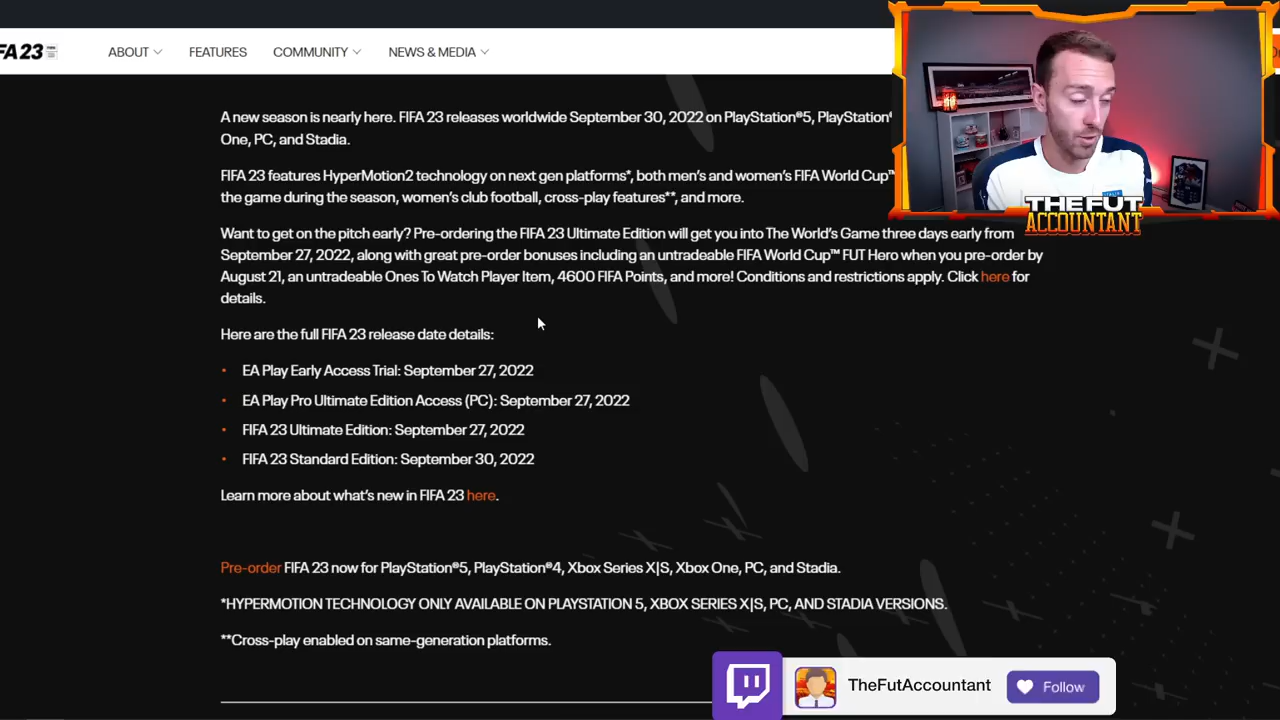 FA 23
ABOUT
FEATURES
COMMUNITY
NEWS & MEDIA
A new season is nearly here. FIFA 23 releases worldwide September 30, 2022 on PlayStation®5, PlayStation®
One, PC, and Stadia.
FIFA 23 features HyperMotion2 technology on next gen platforms*, both men's and women's FIFA World Cup™
the game during the season, women's club football, cross-play features**, and more.
Want to get on the pitch early? Pre-ordering the FIFA 23 Ultimate Edition will get you into The World's Game three days early from
September 27, 2022, along with great pre-order bonuses including an untradeable FIFA World Cup™ FUT Hero when you pre-order by
August 21, an untradeable Ones To Watch Player Item, 4600 FIFA Points, and more! Conditions and restrictions apply. Click here for
details.
Here are the full FIFA 23 release date details:
• EA Play Early Access Trial: September 27, 2022
• EA Play Pro Ultimate Edition Access (PC): September 27, 2022
• FIFA 23 Ultimate Edition: September 27, 2022
• FIFA 23 Standard Edition: September 30, 2022
Learn more about what's new in FIFA 23 here.
Pre-order FIFA 23 now for PlayStation®5, PlayStation®4, Xbox Series X|S, Xbox One, PC, and Stadia.
*HYPERMOTION TECHNOLOGY ONLY AVAILABLE ON PLAYSTATION 5, XBOX SERIES X|S, PC, AND STADIA VERSIONS.
**Cross-play enabled on same-generation platforms.
THE FUT
ACCOUNTANT
TheFutAccountant
Follow